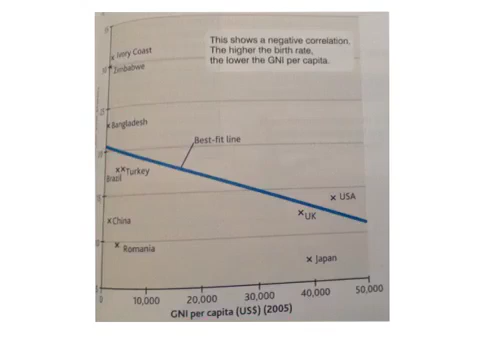 This shows a negative correlation.
The higher the birth rate,
the lower the GNI per capita.
Ivory Coast
Zimbabwe
Bangladesh
Best-fit line
Turkey
Brazil
USA
UK
China
Romania
Japan
0
10,000
20,000
30,000
40,000
50,000
GNI per capita (US$) (2005)